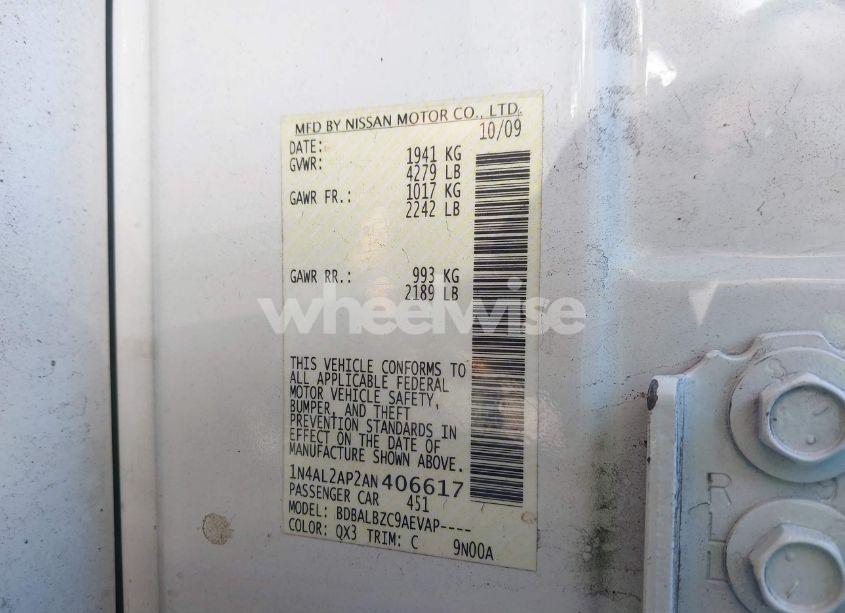 MFD BY NISSAN MOTOR CO., LTD.
DATE: 10/09
GVWR: 1941 KG
4279 LB
GAWR FR.: 1017 KG
2242 LB
GAWR RR.: 993 KG
2189 LB
wheelwise
THIS VEHICLE CONFORMS TO
ALL APPLICABLE FEDERAL
MOTOR VEHICLE SAFETY,
BUMPER, AND THEFT
PREVENTION STANDARDS IN
EFFECT ON THE DATE OF
MANUFACTURE SHOWN ABOVE.
1N4AL2AP2AN406617
PASSENGER CAR 451
MODEL: BDBALBZC9AEVAP----
COLOR: QX3 TRIM: C 9N00A